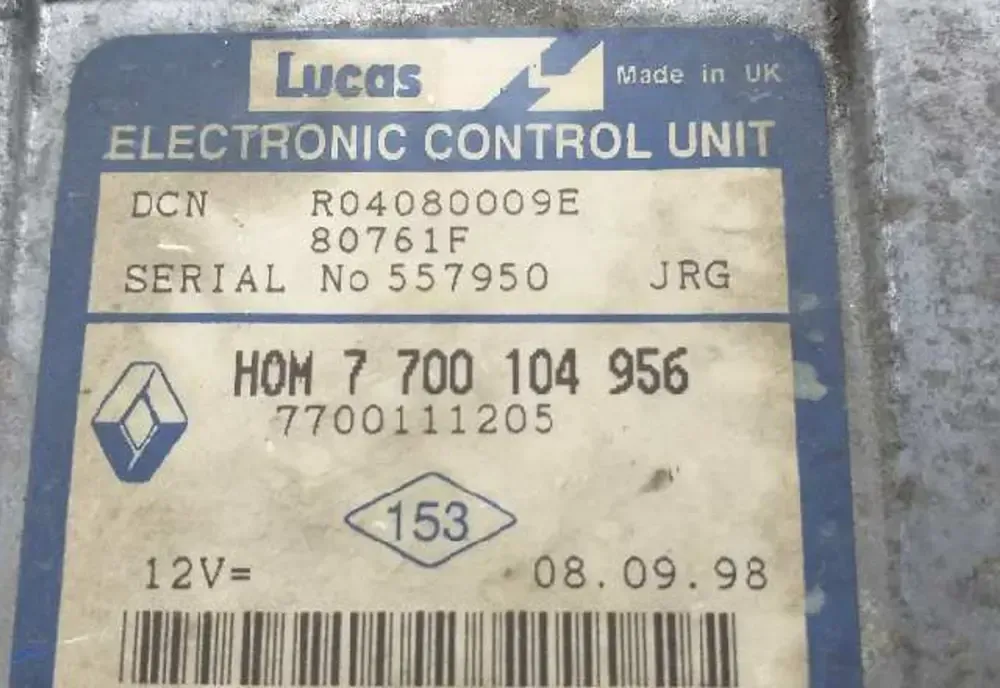 Lucas Made in UK
ELECTRONIC CONTROL UNIT
DCN R04080009E
80761F
SERIAL No 557950 JRG
HOM 7 700 104 956
7700111205
153
12V= 08.09.98